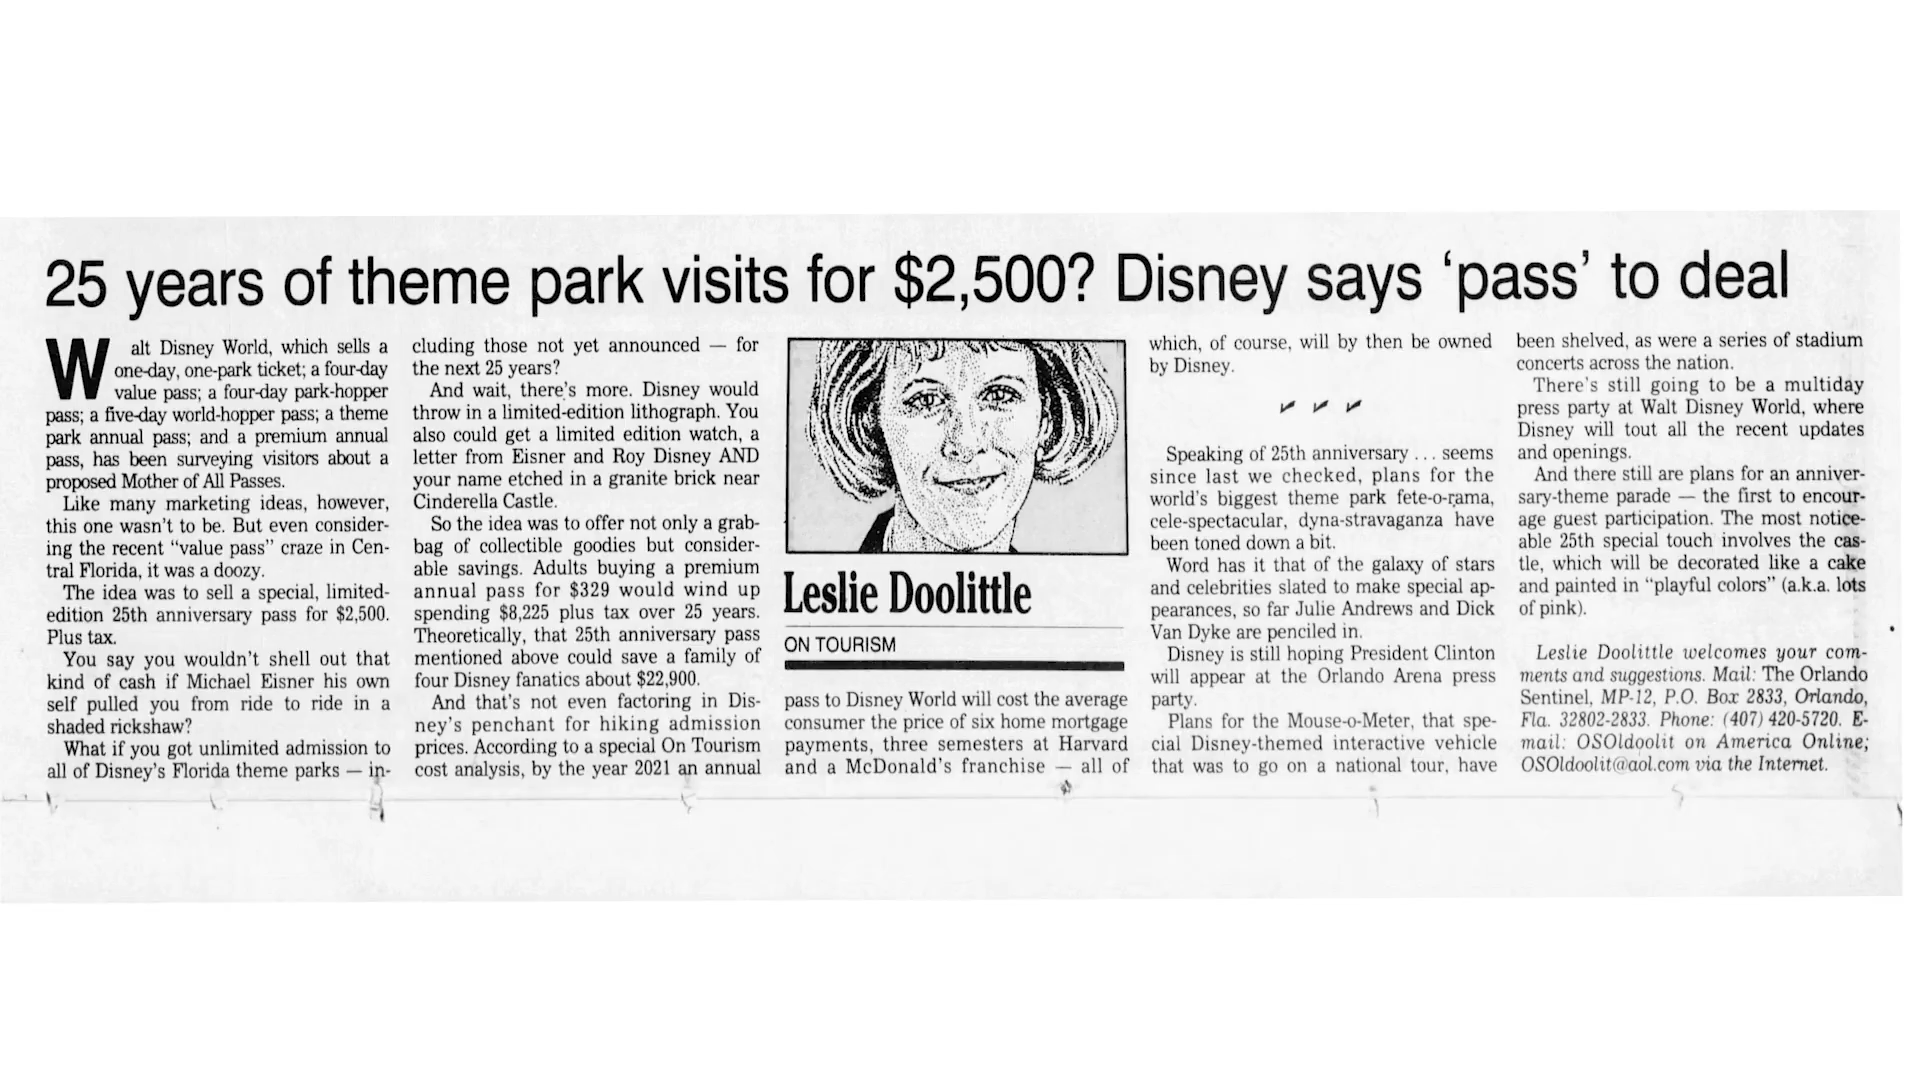 25 years of theme park visits for $2,500? Disney says ‘pass’ to deal
Walt Disney World, which sells a
one-day, one-park ticket; a four-day
value pass; a four-day park-hopper
pass; a five-day world-hopper pass; a theme
park annual pass; and a premium annual
pass, has been surveying visitors about a
proposed Mother of All Passes.
Like many marketing ideas, however,
this one wasn’t to be. But even consider-
ing the recent “value pass” craze in Cen-
tral Florida, it was a doozy.
The idea was to sell a special, limited-
edition 25th anniversary pass for $2,500.
Plus tax.
You say you wouldn’t shell out that
kind of cash if Michael Eisner his own
self pulled you from ride to ride in a
shaded rickshaw?
What if you got unlimited admission to
all of Disney’s Florida theme parks — in-
cluding those not yet announced — for
the next 25 years?
And wait, there’s more. Disney would
throw in a limited-edition lithograph. You
also could get a limited edition watch, a
letter from Eisner and Roy Disney AND
your name etched in a granite brick near
Cinderella Castle.
So the idea was to offer not only a grab-
bag of collectible goodies but consider-
able savings. Adults buying a premium
annual pass for $329 would wind up
spending $8,225 plus tax over 25 years.
Theoretically, that 25th anniversary pass
mentioned above could save a family of
four Disney fanatics about $22,900.
And that’s not even factoring in Dis-
ney’s penchant for hiking admission
prices. According to a special On Tourism
cost analysis, by the year 2021 an annual
Leslie Doolittle
ON TOURISM
pass to Disney World will cost the average
consumer the price of six home mortgage
payments, three semesters at Harvard
and a McDonald’s franchise — all of
which, of course, will by then be owned
by Disney.
Speaking of 25th anniversary . . . seems
since last we checked, plans for the
world’s biggest theme park fete-o-rama,
cele-spectacular, dyna-stravaganza have
been toned down a bit.
Word has it that of the galaxy of stars
and celebrities slated to make special ap-
pearances, so far Julie Andrews and Dick
Van Dyke are penciled in.
Disney is still hoping President Clinton
will appear at the Orlando Arena press
party.
Plans for the Mouse-o-Meter, that spe-
cial Disney-themed interactive vehicle
that was to go on a national tour, have
been shelved, as were a series of stadium
concerts across the nation.
There’s still going to be a multiday
press party at Walt Disney World, where
Disney will tout all the recent updates
and openings.
And there still are plans for an anniver-
sary-theme parade — the first to encour-
age guest participation. The most notice-
able 25th special touch involves the cas-
tle, which will be decorated like a cake
and painted in “playful colors” (a.k.a. lots
of pink).
Leslie Doolittle welcomes your com-
ments and suggestions. Mail: The Orlando
Sentinel, MP-12, P.O. Box 2833, Orlando,
Fla. 32802-2833. Phone: (407) 420-5720. E-
mail: OSOldoolit on America Online;
OSOldoolit@aol.com via the Internet.